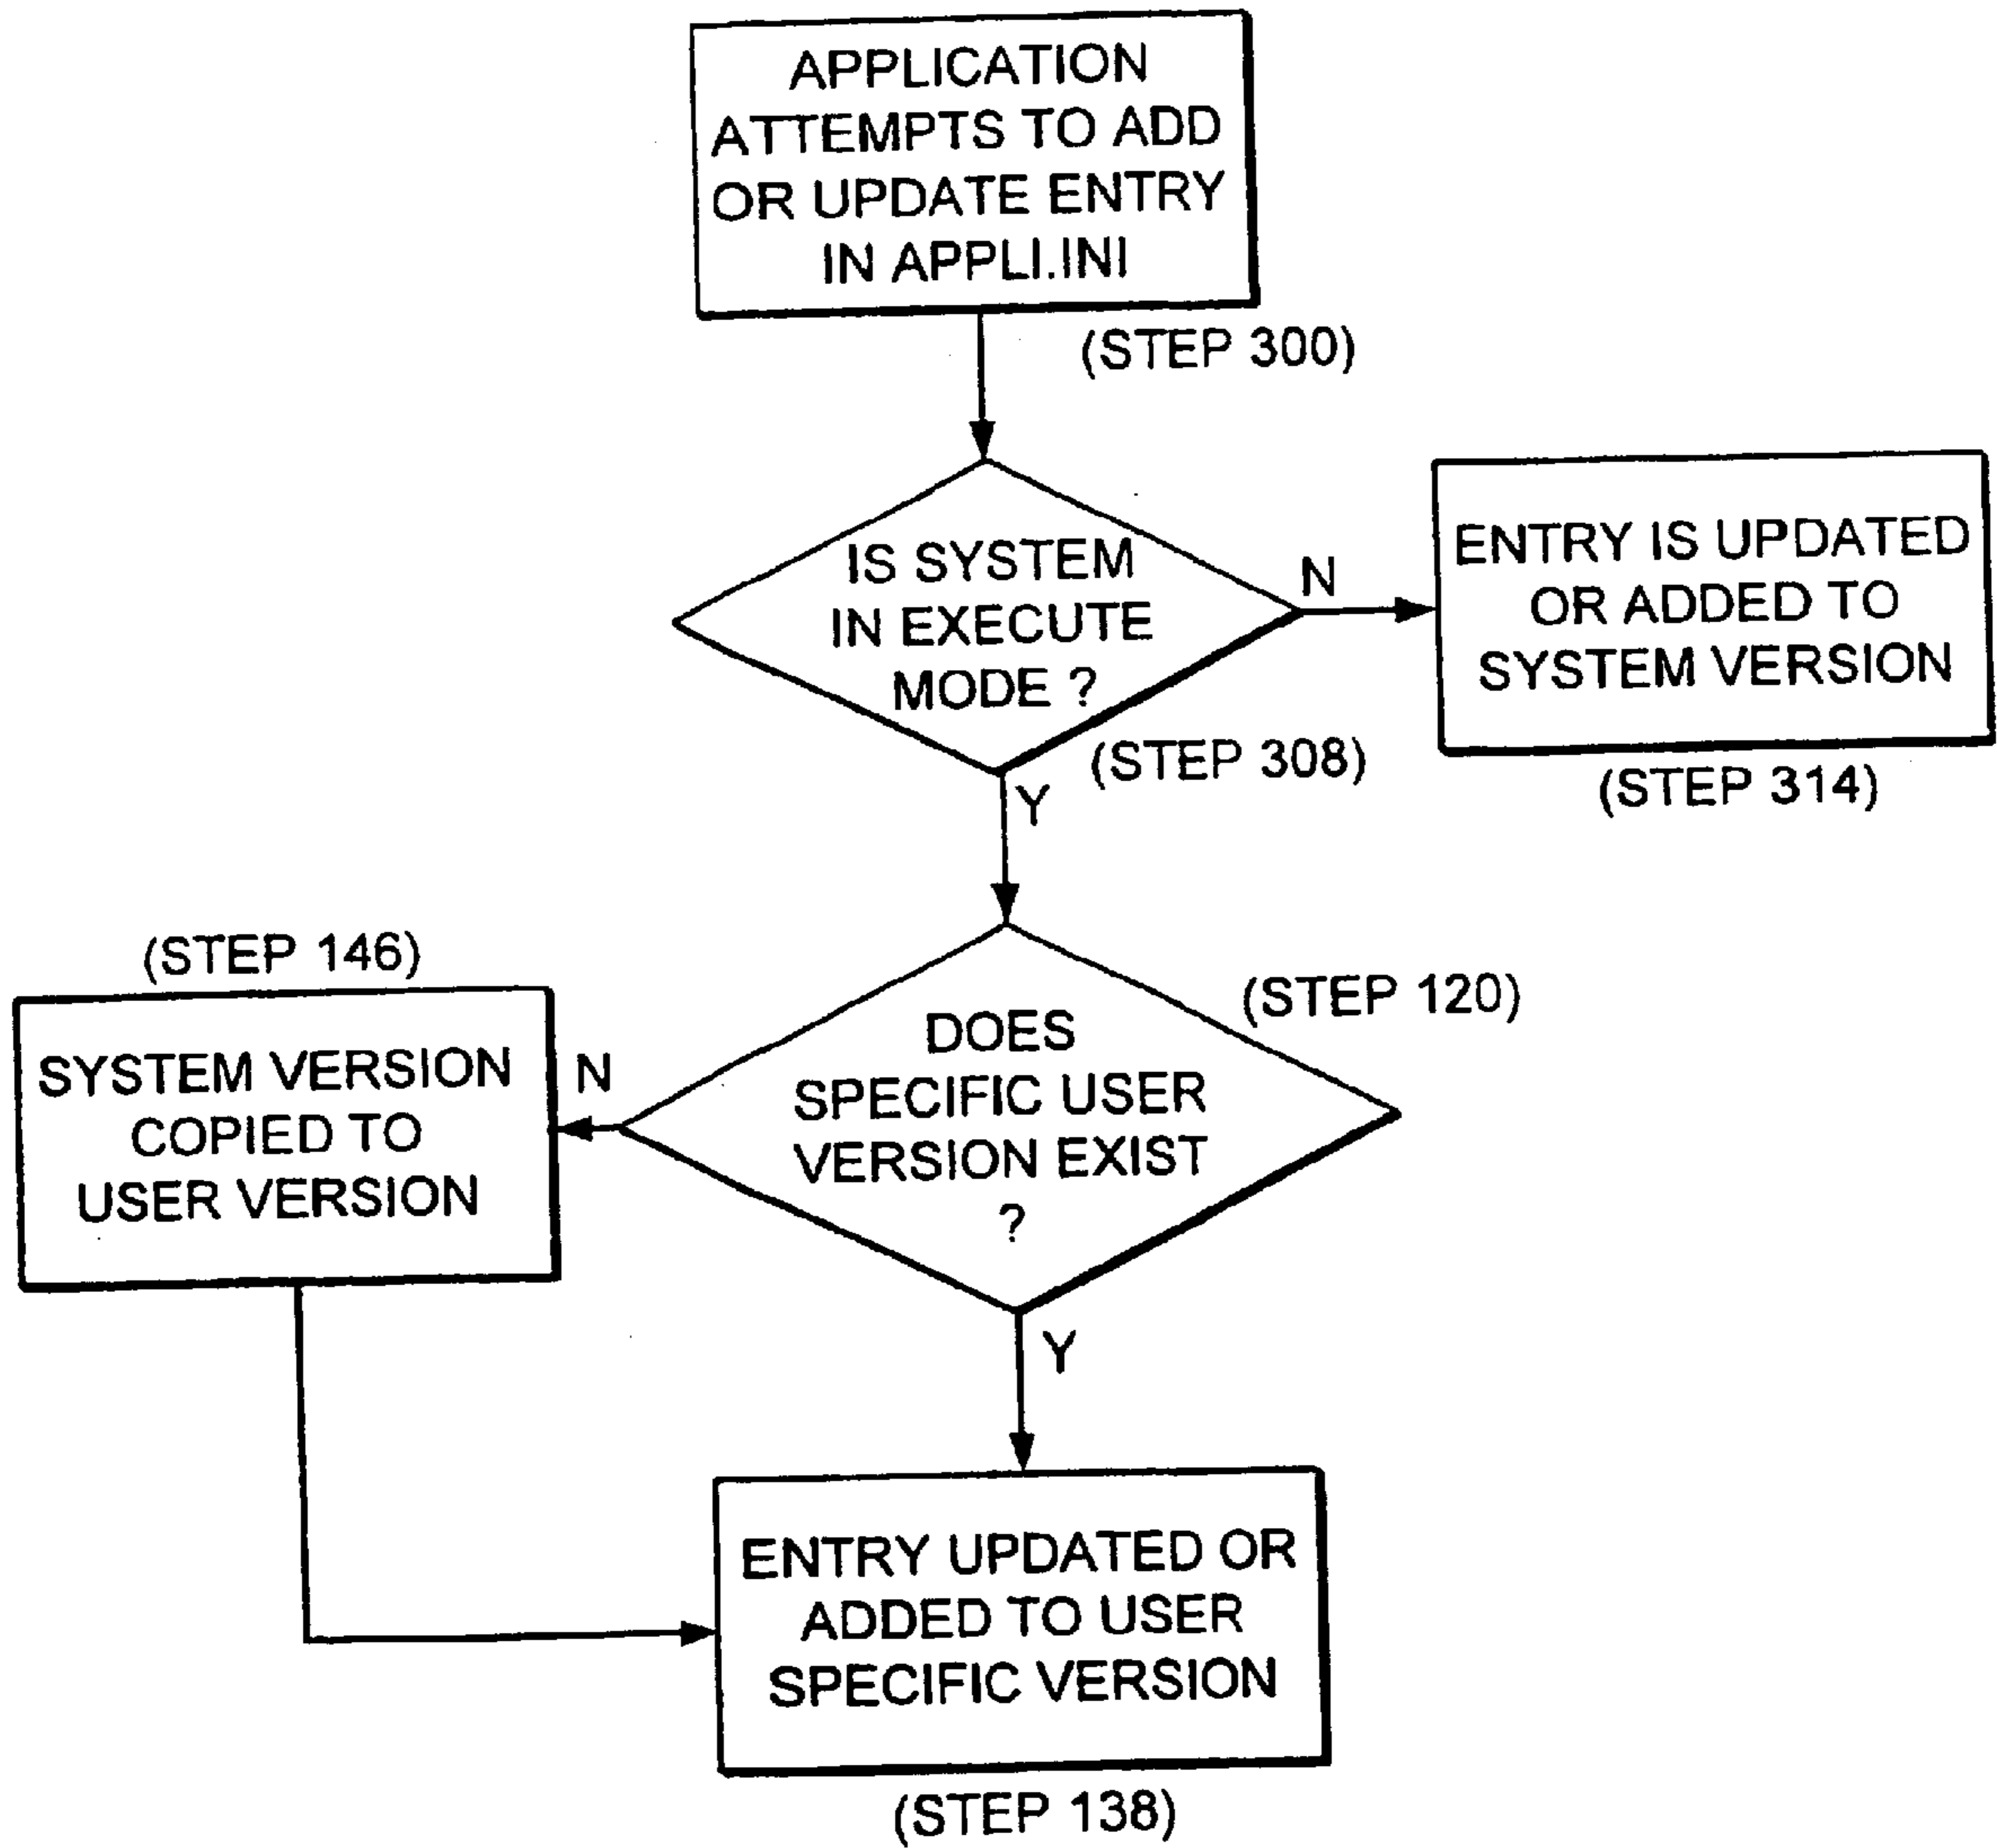 APPLICATION
ATTEMPTS TO ADD
OR UPDATE ENTRY
IN APPLI.INI
(STEP 300)
IS SYSTEM
IN EXECUTE
MODE ?
(STEP 308)
N
ENTRY IS UPDATED
OR ADDED TO
SYSTEM VERSION
(STEP 314)
Y
(STEP 120)
DOES
SPECIFIC USER
VERSION EXIST
?
N
(STEP 146)
SYSTEM VERSION
COPIED TO
USER VERSION
Y
ENTRY UPDATED OR
ADDED TO USER
SPECIFIC VERSION
(STEP 138)